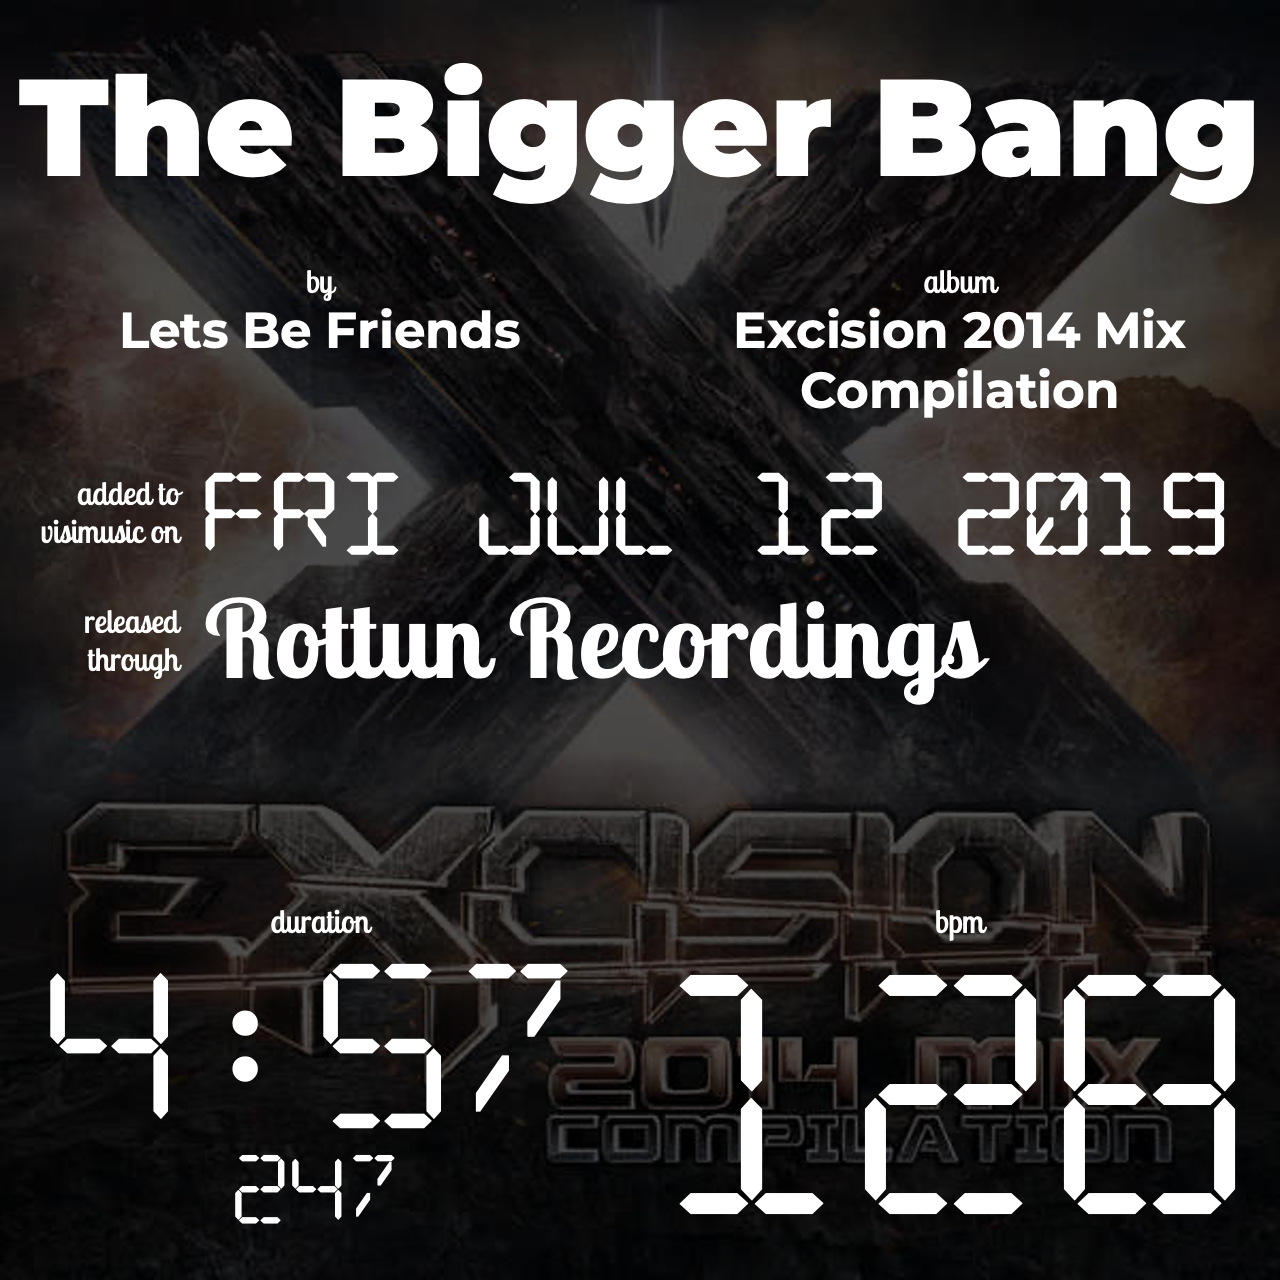 The Bigger Bang
by
Lets Be Friends
album
Excision 2014 Mix
Compilation
added to
visimusic on
FRI JUL 12 2019
released
through
Rottun Recordings
EXCISION
duration
4:57
247
bpm
128
2014 MIX
COMPILATION